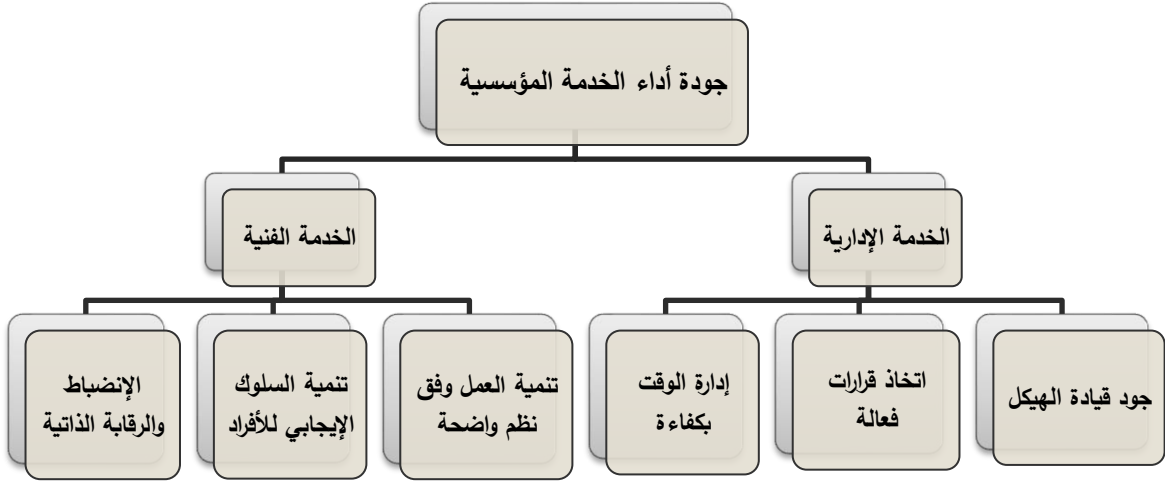 جودة أداء الخدمة المؤسسية
الخدمة الإدارية
الخدمة الفنية
جود قيادة الهيكل
اتخاذ قرارات
فعالة
إدارة الوقت
بكفاءة
تنمية العمل وفق
نظم واضحة
تنمية السلوك
الإيجابي للأفراد
الإنضباط
والرقابة الذاتية